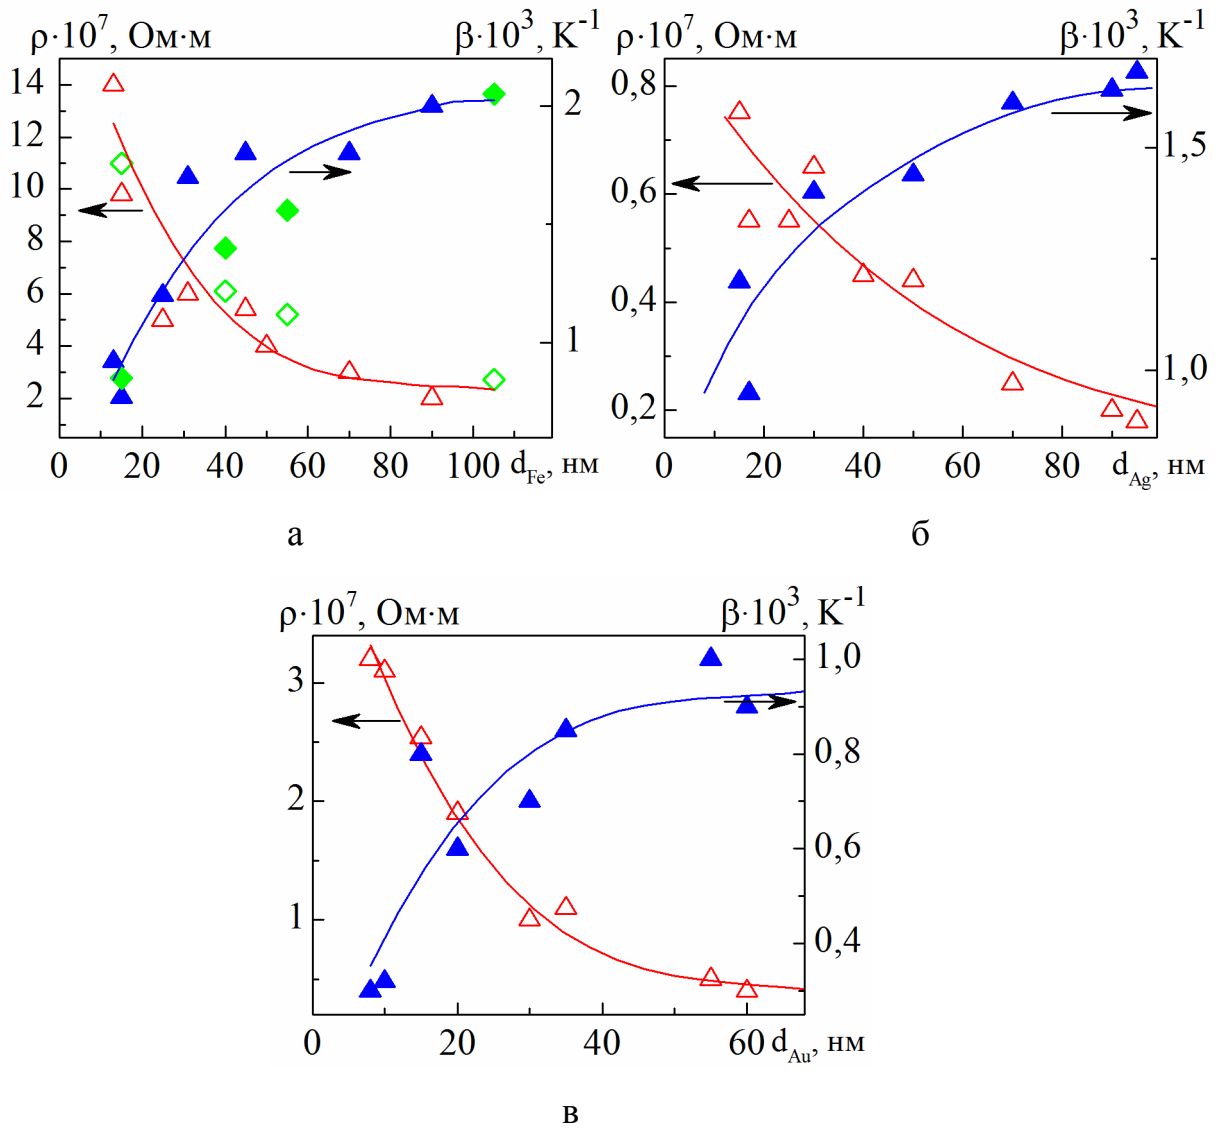 ρ·10⁷, Ом·м β·10³, K⁻¹
14
12
10
8
6
4
2
2
1
0 20 40 60 80 100 d_Fe, нм
а
ρ·10⁷, Ом·м β·10³, K⁻¹
0,8
0,6
0,4
0,2
1,5
1,0
0 20 40 60 80 d_Ag, нм
б
ρ·10⁷, Ом·м β·10³, K⁻¹
3
2
1
1,0
0,8
0,6
0,4
0 20 40 60 d_Au, нм
в